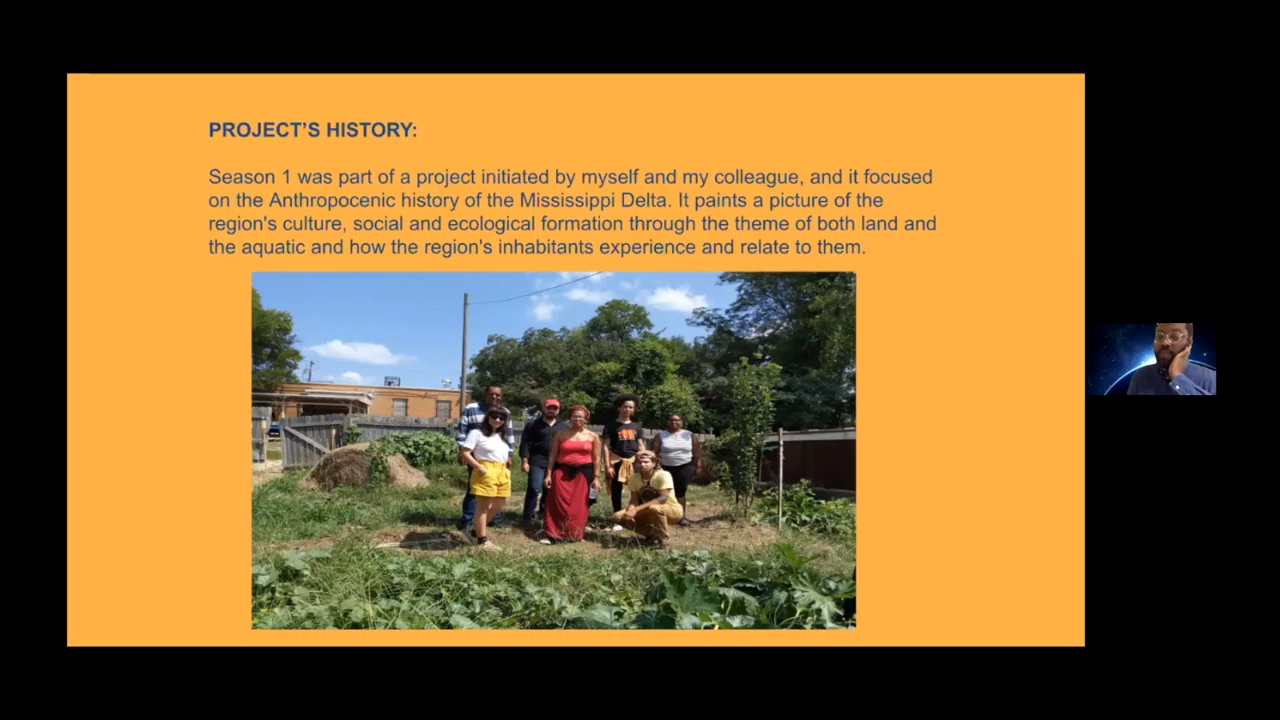 PROJECT’S HISTORY:
Season 1 was part of a project initiated by myself and my colleague, and it focused
on the Anthropocenic history of the Mississippi Delta. It paints a picture of the
region's culture, social and ecological formation through the theme of both land and
the aquatic and how the region's inhabitants experience and relate to them.